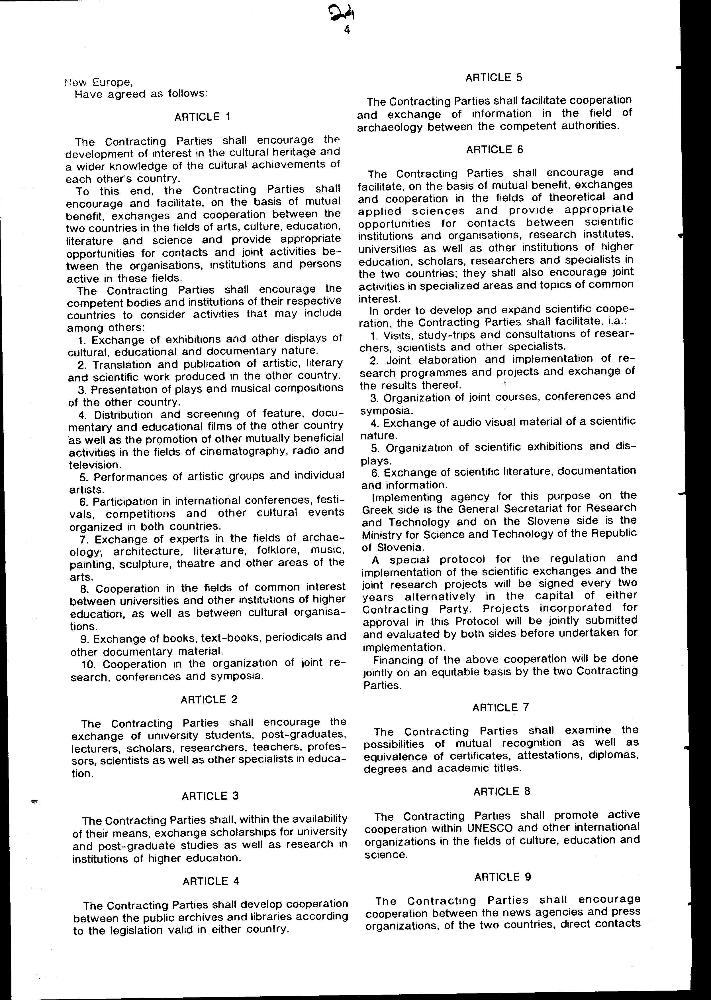 24
4
New Europe,
Have agreed as follows:
ARTICLE 1
The Contracting Parties shall encourage the
development of interest in the cultural heritage and
a wider knowledge of the cultural achievements of
each other's country.
To this end, the Contracting Parties shall
encourage and facilitate, on the basis of mutual
benefit, exchanges and cooperation between the
two countries in the fields of arts, culture, education,
literature and science and provide appropriate
opportunities for contacts and joint activities be-
tween the organisations, institutions and persons
active in these fields.
The Contracting Parties shall encourage the
competent bodies and institutions of their respective
countries to consider activities that may include
among others:
1. Exchange of exhibitions and other displays of
cultural, educational and documentary nature.
2. Translation and publication of artistic, literary
and scientific work produced in the other country.
3. Presentation of plays and musical compositions
of the other country.
4. Distribution and screening of feature, docu-
mentary and educational films of the other country
as well as the promotion of other mutually beneficial
activities in the fields of cinematography, radio and
television.
5. Performances of artistic groups and individual
artists.
6. Participation in international conferences, festi-
vals, competitions and other cultural events
organized in both countries.
7. Exchange of experts in the fields of archae-
ology, architecture, literature, folklore, music,
painting, sculpture, theatre and other areas of the
arts.
8. Cooperation in the fields of common interest
between universities and other institutions of higher
education, as well as between cultural organisa-
tions.
9. Exchange of books, text-books, periodicals and
other documentary material.
10. Cooperation in the organization of joint re-
search, conferences and symposia.
ARTICLE 2
The Contracting Parties shall encourage the
exchange of university students, post-graduates,
lecturers, scholars, researchers, teachers, profes-
sors, scientists as well as other specialists in educa-
tion.
ARTICLE 3
The Contracting Parties shall, within the availability
of their means, exchange scholarships for university
and post-graduate studies as well as research in
institutions of higher education.
ARTICLE 4
The Contracting Parties shall develop cooperation
between the public archives and libraries according
to the legislation valid in either country.
ARTICLE 5
The Contracting Parties shall facilitate cooperation
and exchange of information in the field of
archaeology between the competent authorities.
ARTICLE 6
The Contracting Parties shall encourage and
facilitate, on the basis of mutual benefit, exchanges
and cooperation in the fields of theoretical and
applied sciences and provide appropriate
opportunities for contacts between scientific
institutions and organisations, research institutes,
universities as well as other institutions of higher
education, scholars, researchers and specialists in
the two countries; they shall also encourage joint
activities in specialized areas and topics of common
interest.
In order to develop and expand scientific coope-
ration, the Contracting Parties shall facilitate, i.a.:
1. Visits, study-trips and consultations of resear-
chers, scientists and other specialists.
2. Joint elaboration and implementation of re-
search programmes and projects and exchange of
the results thereof.
3. Organization of joint courses, conferences and
symposia.
4. Exchange of audio visual material of a scientific
nature.
5. Organization of scientific exhibitions and dis-
plays.
6. Exchange of scientific literature, documentation
and information.
Implementing agency for this purpose on the
Greek side is the General Secretariat for Research
and Technology and on the Slovene side is the
Ministry for Science and Technology of the Republic
of Slovenia.
A special protocol for the regulation and
implementation of the scientific exchanges and the
joint research projects will be signed every two
years alternatively in the capital of either
Contracting Party. Projects incorporated for
approval in this Protocol will be jointly submitted
and evaluated by both sides before undertaken for
implementation.
Financing of the above cooperation will be done
jointly on an equitable basis by the two Contracting
Parties.
ARTICLE 7
The Contracting Parties shall examine the
possibilities of mutual recognition as well as
equivalence of certificates, attestations, diplomas,
degrees and academic titles.
ARTICLE 8
The Contracting Parties shall promote active
cooperation within UNESCO and other international
organizations in the fields of culture, education and
science.
ARTICLE 9
The Contracting Parties shall encourage
cooperation between the news agencies and press
organizations, of the two countries, direct contacts